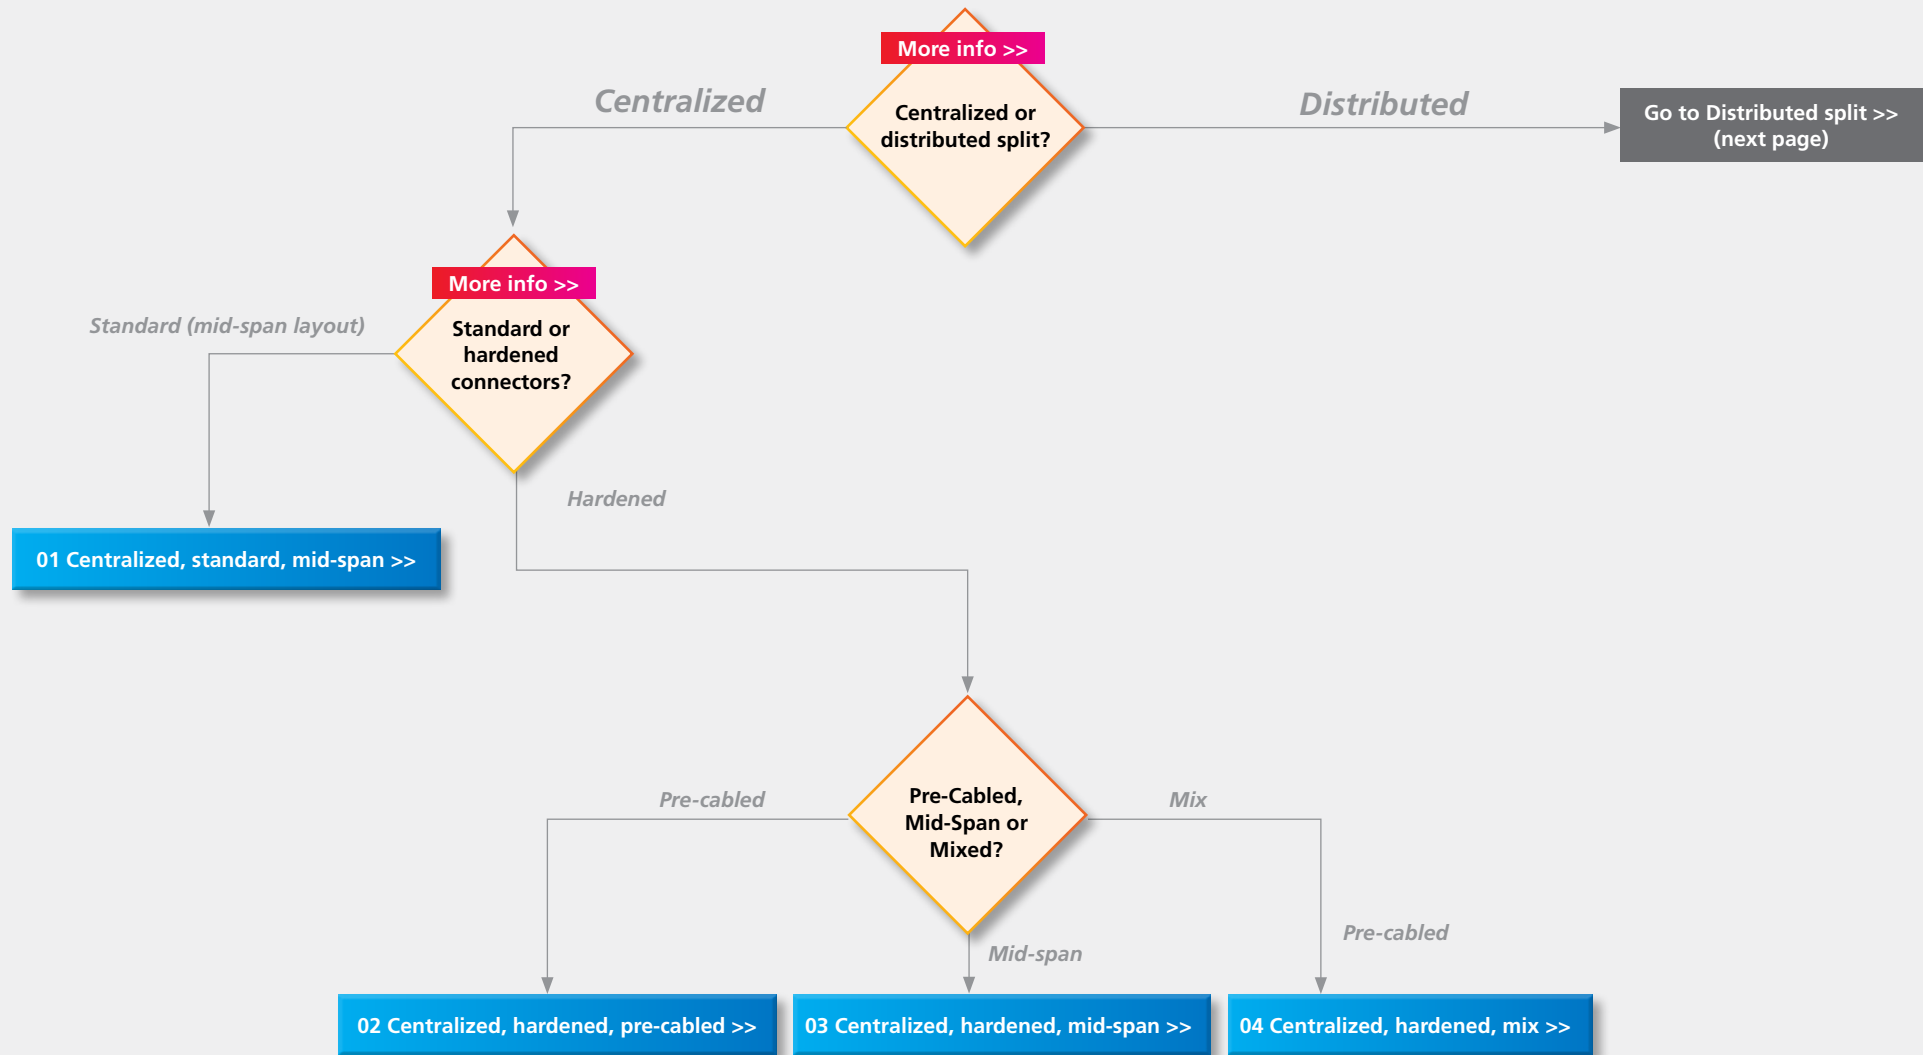 More info >>
Centralized or
distributed split?
Centralized
Distributed
Go to Distributed split >>
(next page)
More info >>
Standard or
hardened
connectors?
Standard (mid-span layout)
Hardened
01 Centralized, standard, mid-span >>
Pre-Cabled,
Mid-Span or
Mixed?
Pre-cabled
Mix
Mid-span
Pre-cabled
02 Centralized, hardened, pre-cabled >>
03 Centralized, hardened, mid-span >>
04 Centralized, hardened, mix >>